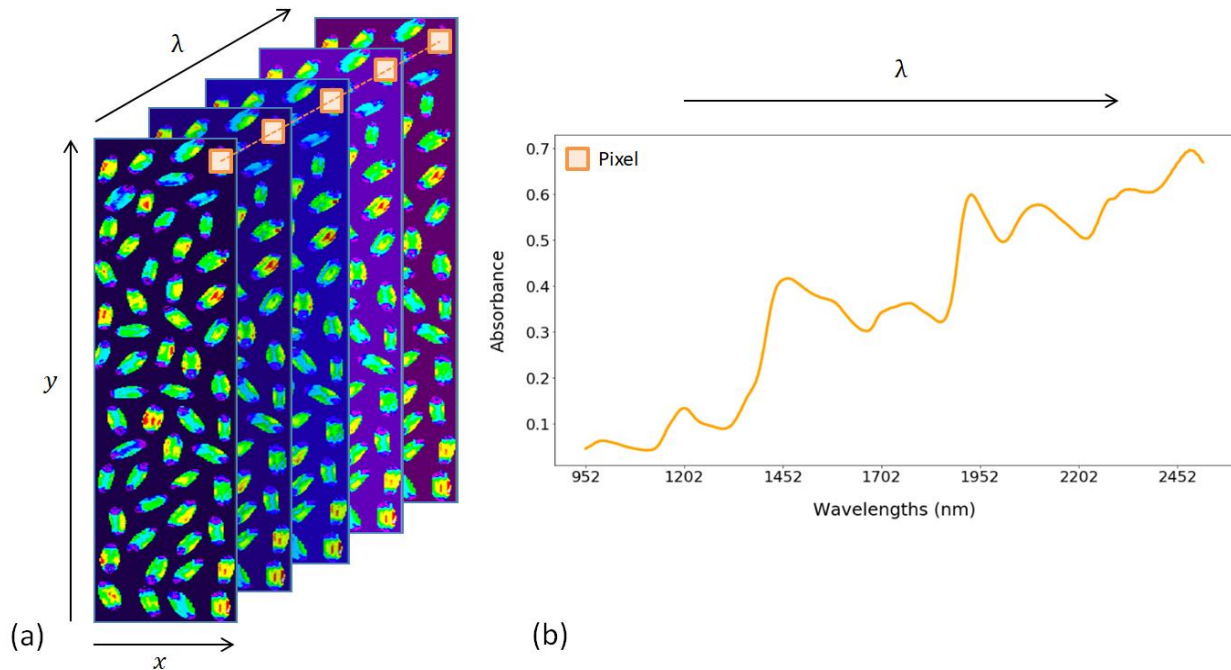 λ
y
x
(a)
λ
Pixel
Absorbance
0.7
0.6
0.5
0.4
0.3
0.2
0.1
952 1202 1452 1702 1952 2202 2452
Wavelengths (nm)
(b)